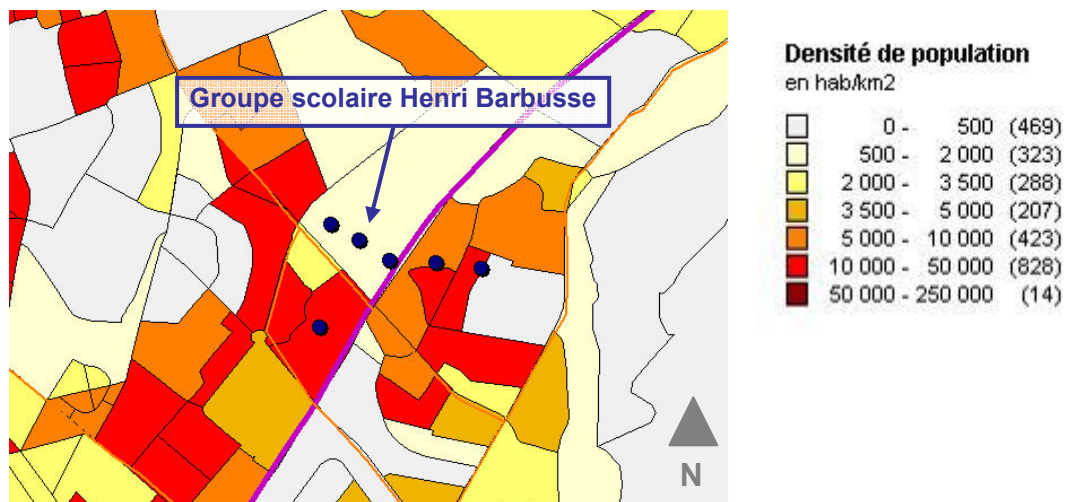 Groupe scolaire Henri Barbusse
N
Densité de population
en hab/km2
0 - 500 (469)
500 - 2 000 (323)
2 000 - 3 500 (288)
3 500 - 5 000 (207)
5 000 - 10 000 (423)
10 000 - 50 000 (828)
50 000 - 250 000 (14)